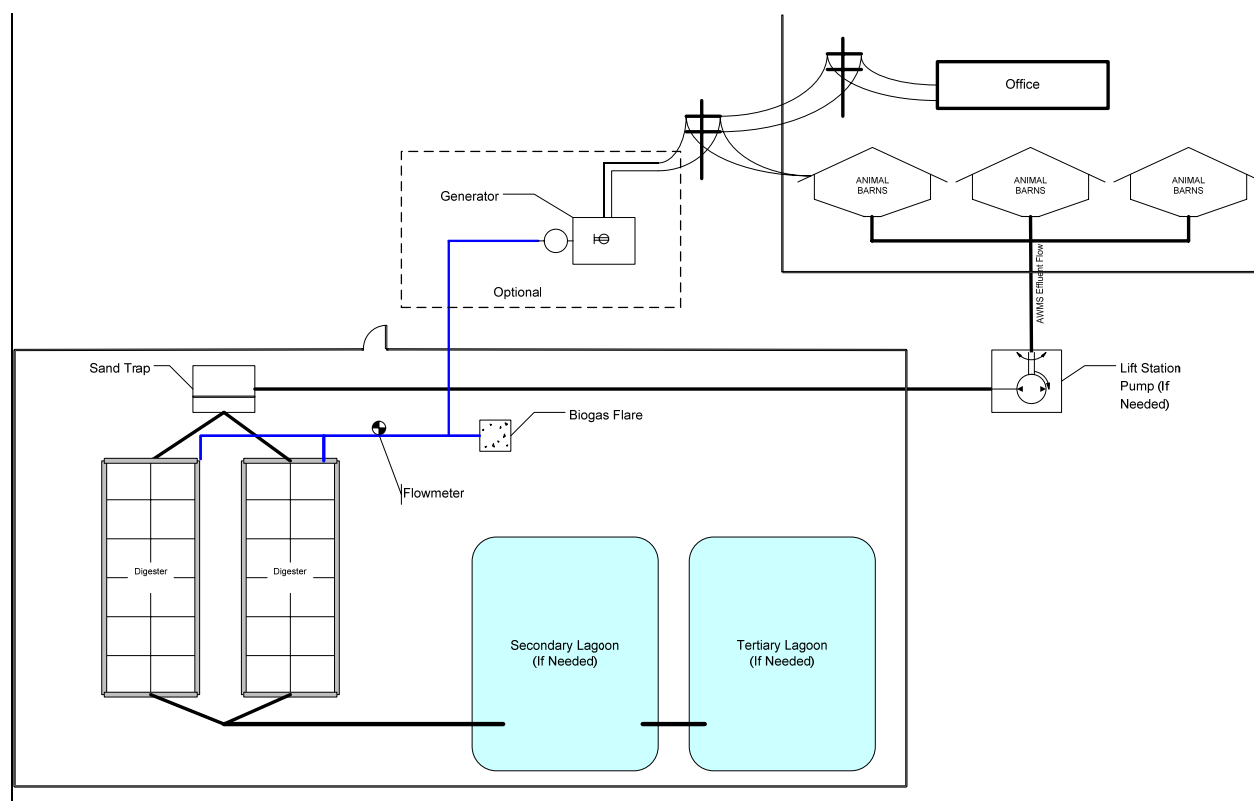 Office
ANIMAL
BARNS
ANIMAL
BARNS
ANIMAL
BARNS
Generator
Optional
AWMS Effluent Flow
Sand Trap
Lift Station
Pump (If
Needed)
Biogas Flare
Flowmeter
Digester
Digester
Secondary Lagoon
(If Needed)
Tertiary Lagoon
(If Needed)